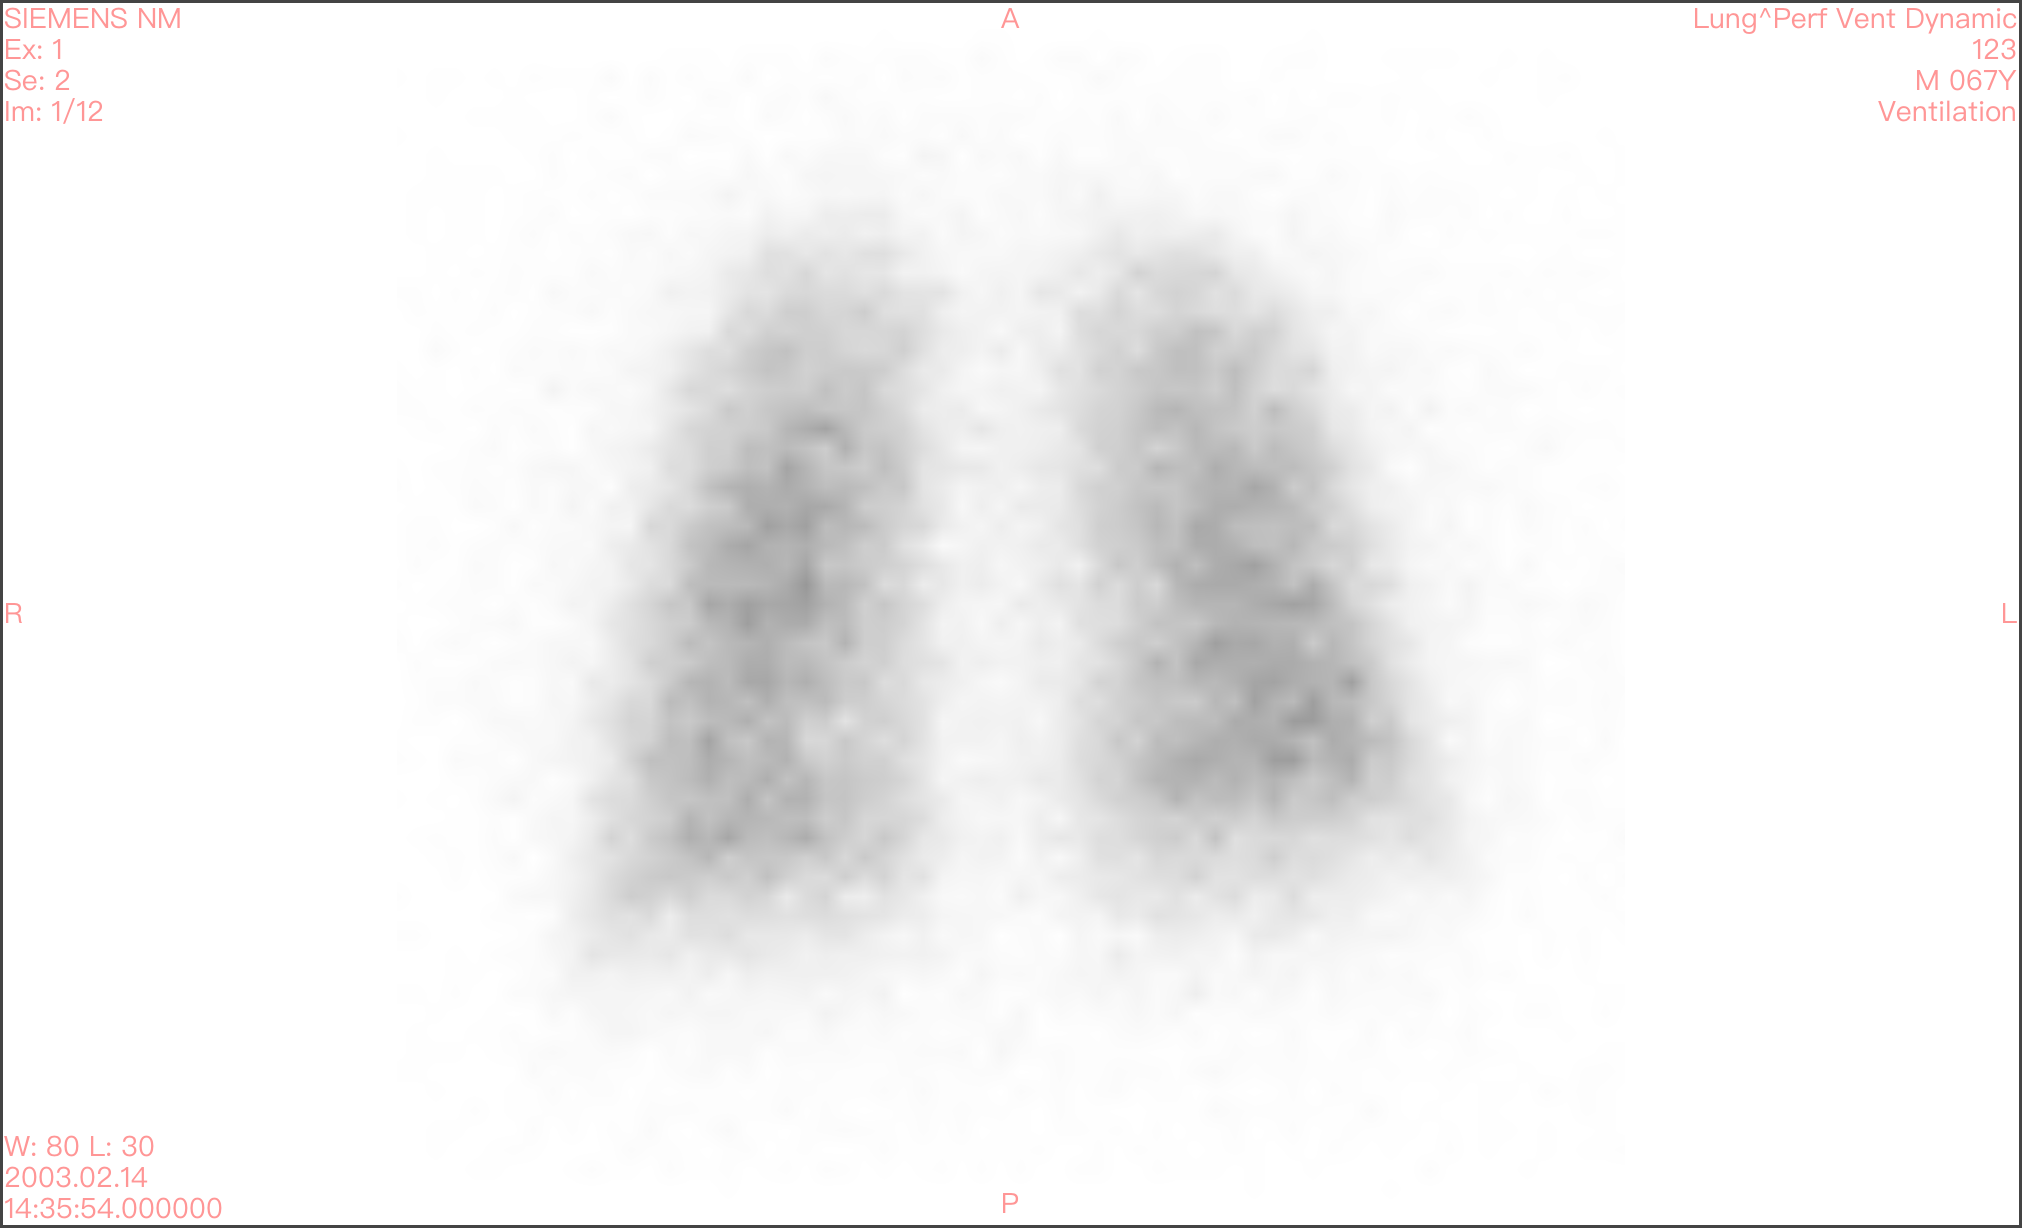 SIEMENS NM
Ex: 1
Se: 2
Im: 1/12
A
Lung^Perf Vent Dynamic
123
M 067Y
Ventilation
R
L
W: 80 L: 30
2003.02.14
14:35:54.000000
P